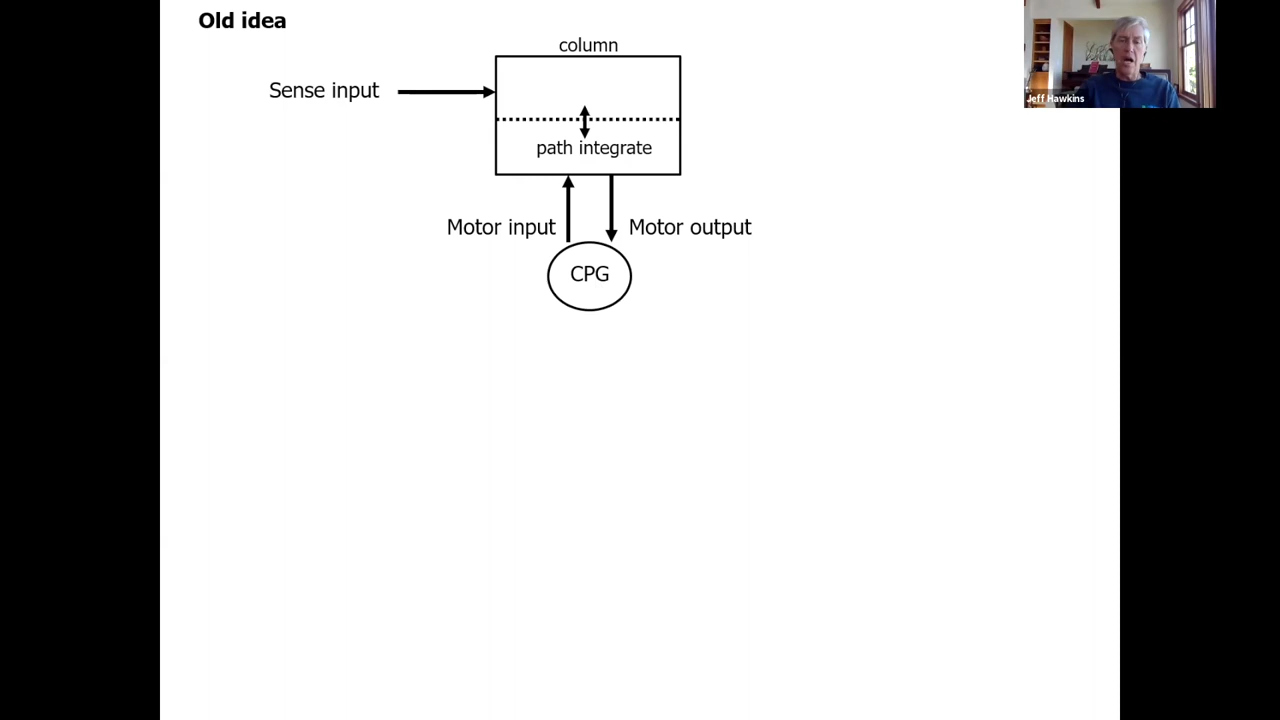 Old idea
column
Sense input
path integrate
Motor input
Motor output
CPG
Jeff Hawkins